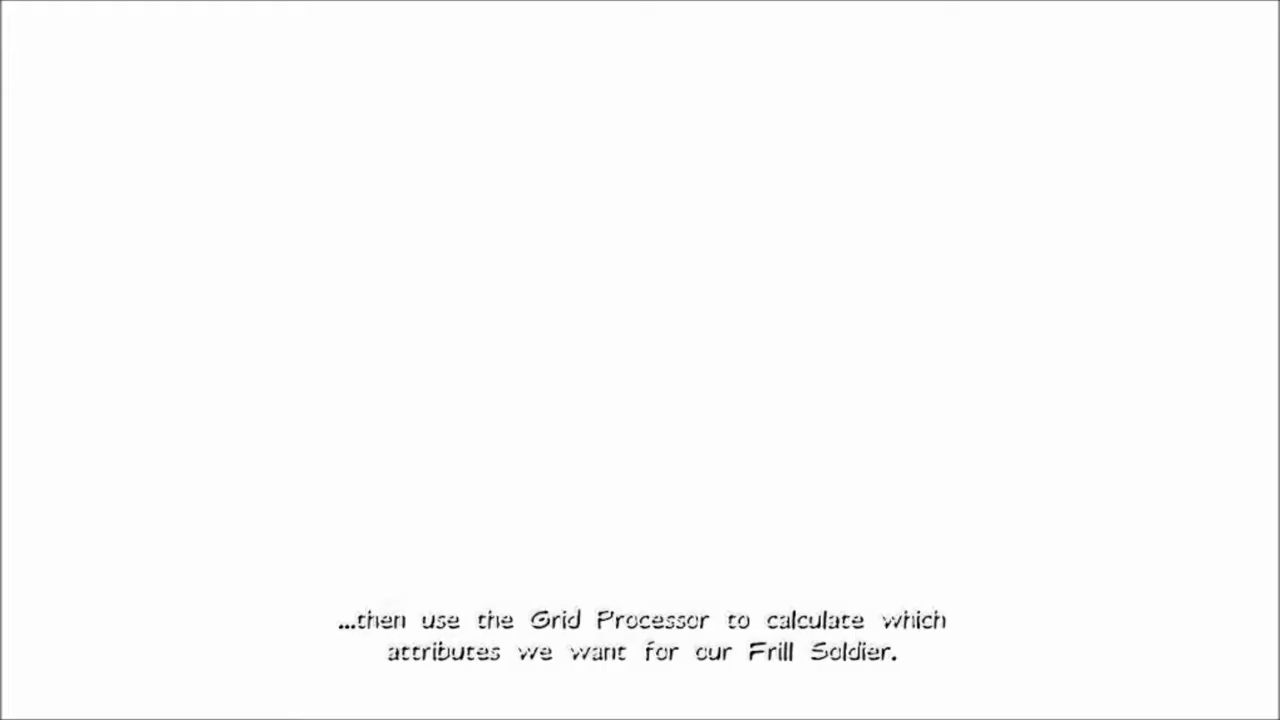 ...then use the Grid Processor to calculate which
attributes we want for our Frill Soldier.